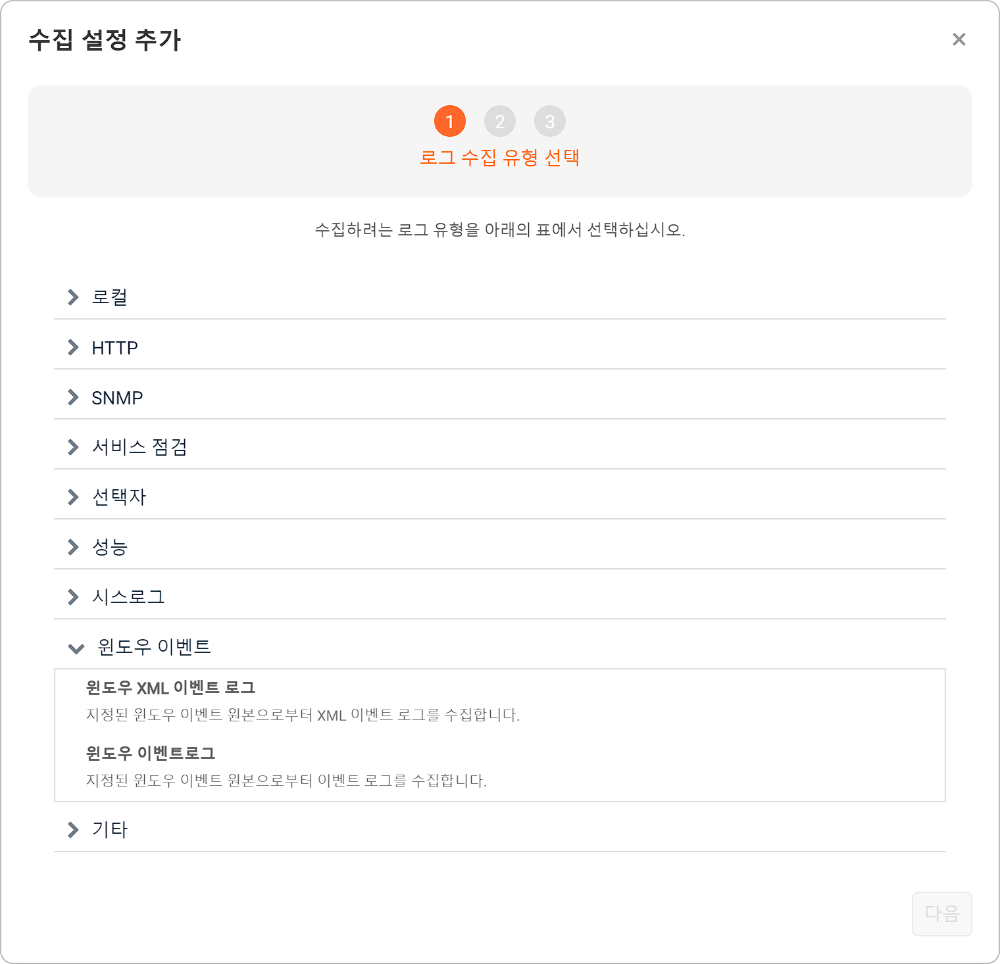 수집 설정 추가
1 2 3
로그 수집 유형 선택
수집하려는 로그 유형을 아래의 표에서 선택하십시오.
로컬
HTTP
SNMP
서비스 점검
선택자
성능
시스로그
윈도우 이벤트
윈도우 XML 이벤트 로그
지정된 윈도우 이벤트 원본으로부터 XML 이벤트 로그를 수집합니다.
윈도우 이벤트로그
지정된 윈도우 이벤트 원본으로부터 이벤트 로그를 수집합니다.
기타
다음